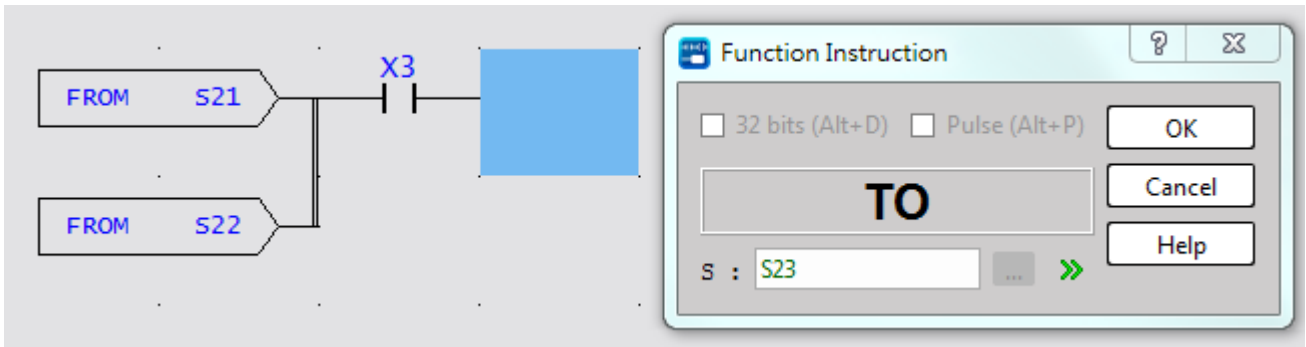 FROM S21
X3
FROM S22
Function Instruction
32 bits (Alt+D) Pulse (Alt+P)
OK
TO
Cancel
Help
S : S23 ...